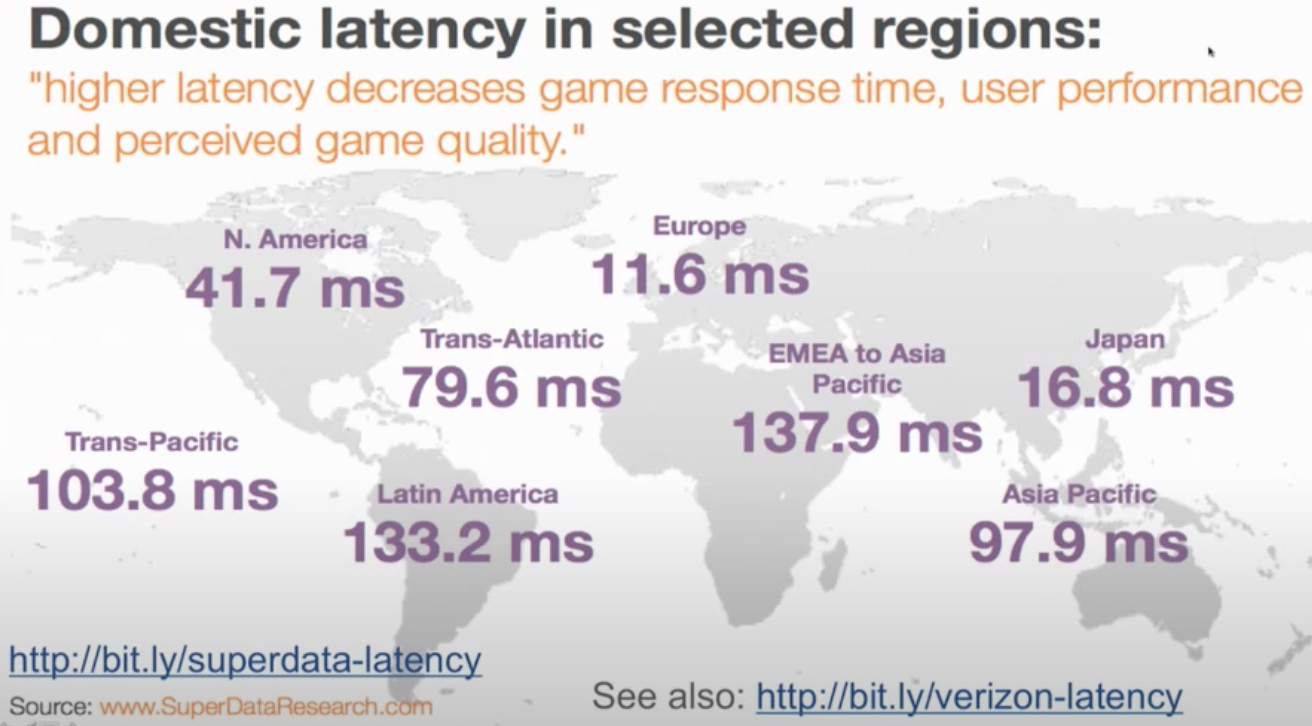 Domestic latency in selected regions:
"higher latency decreases game response time, user performance
and perceived game quality."
N. America
41.7 ms
Europe
11.6 ms
Trans-Atlantic
79.6 ms
EMEA to Asia
Pacific
137.9 ms
Japan
16.8 ms
Trans-Pacific
103.8 ms
Latin America
133.2 ms
Asia Pacific
97.9 ms
http://bit.ly/superdata-latency
Source: www.SuperDataResearch.com
See also: http://bit.ly/verizon-latency